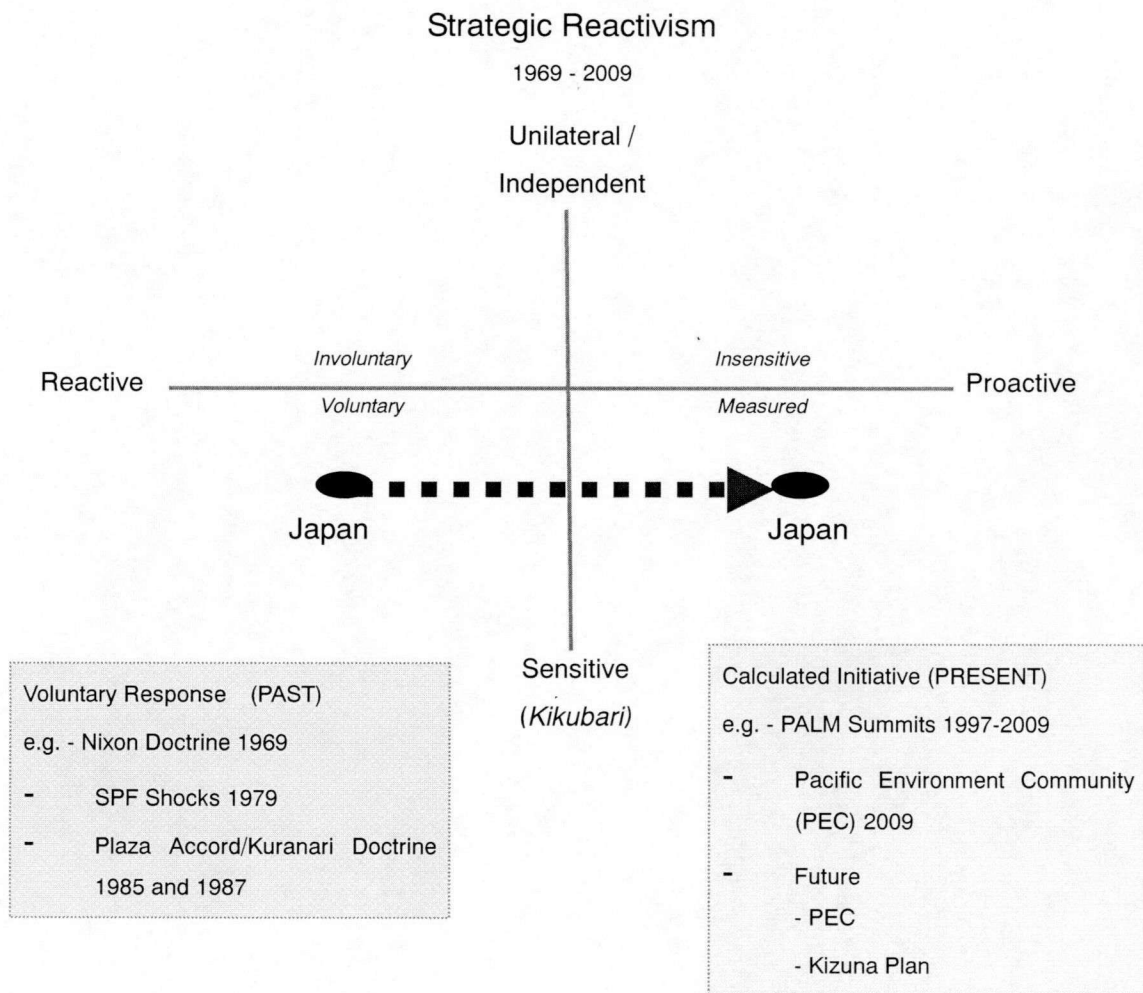 Strategic Reactivism
1969 - 2009
Unilateral /
Independent
Involuntary
Insensitive
Reactive
Proactive
Voluntary
Measured
Japan
Japan
Sensitive
(Kikubari)
Voluntary Response (PAST)
e.g. - Nixon Doctrine 1969
- SPF Shocks 1979
- Plaza Accord/Kuranari Doctrine
1985 and 1987
Calculated Initiative (PRESENT)
e.g. - PALM Summits 1997-2009
- Pacific Environment Community
(PEC) 2009
- Future
- PEC
- Kizuna Plan